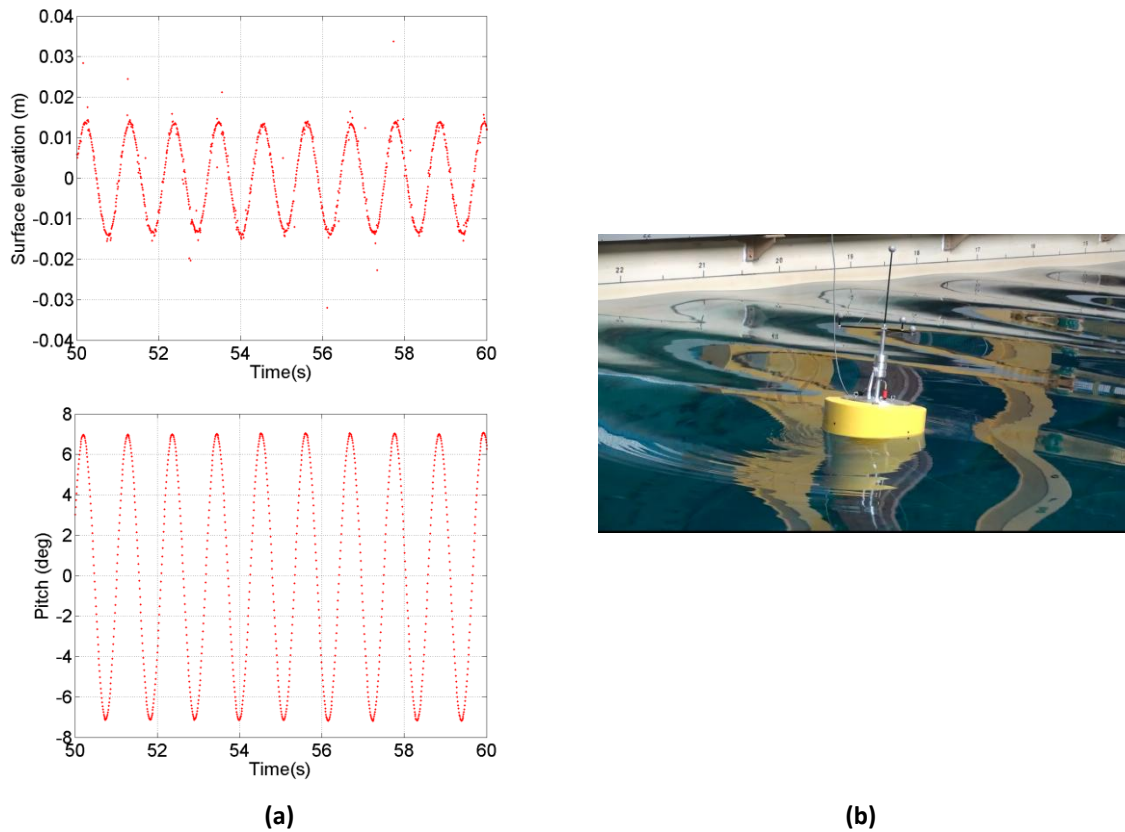 0.04
0.03
0.02
0.01
0
-0.01
-0.02
-0.03
-0.04
Surface elevation (m)
50 52 54 56 58 60
Time(s)
8
6
4
2
0
-2
-4
-6
-8
Pitch (deg)
50 52 54 56 58 60
Time(s)
22 21 20 19 18 17 16
(a) (b)